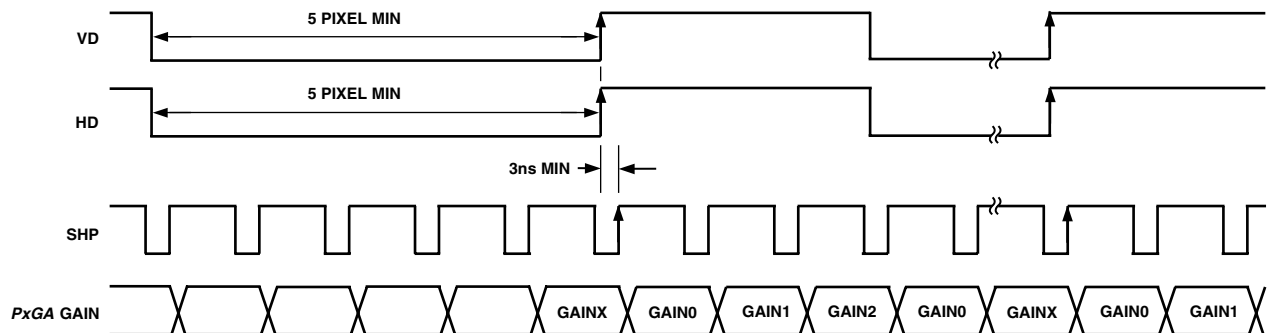 VD
5 PIXEL MIN
HD
5 PIXEL MIN
3ns MIN
SHP
PxGA GAIN
GAINX GAIN0 GAIN1 GAIN2 GAIN0 GAINX GAIN0 GAIN1